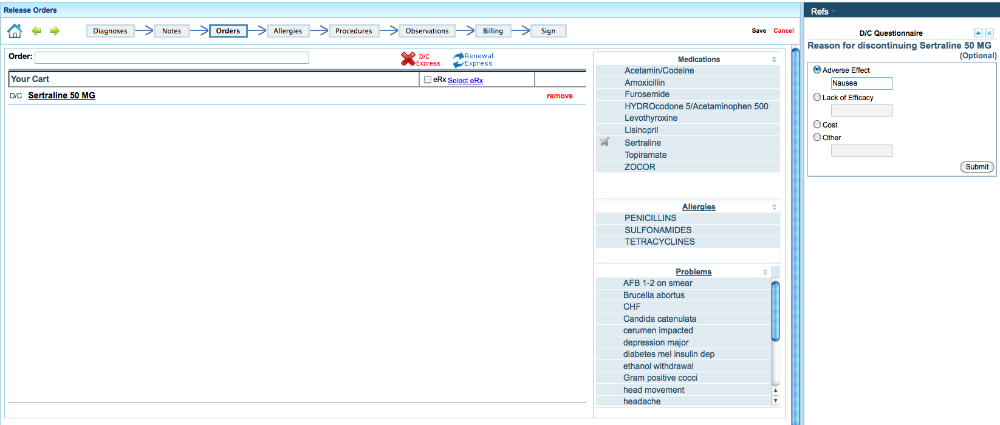 Release Orders
Diagnoses Notes Orders Allergies Procedures Observations Billing Sign Save Cancel
Order: D/C Express Renewal Express
Your Cart eRx Select eRx
D/C Sertraline 50 MG remove
Medications
Acetamin/Codeine
Amoxicillin
Furosemide
HYDROcodone 5/Acetaminophen 500
Levothyroxine
Lisinopril
Sertraline
Topiramate
ZOCOR
Allergies
PENICILLINS
SULFONAMIDES
TETRACYCLINES
Problems
AFB 1-2 on smear
Brucella abortus
CHF
Candida catenulata
cerumen impacted
depression major
diabetes mel insulin dep
ethanol withdrawal
Gram positive cocci
head movement
headache
Refs
D/C Questionnaire
Reason for discontinuing Sertraline 50 MG
(Optional)
Adverse Effect
Nausea
Lack of Efficacy
Cost
Other
Submit